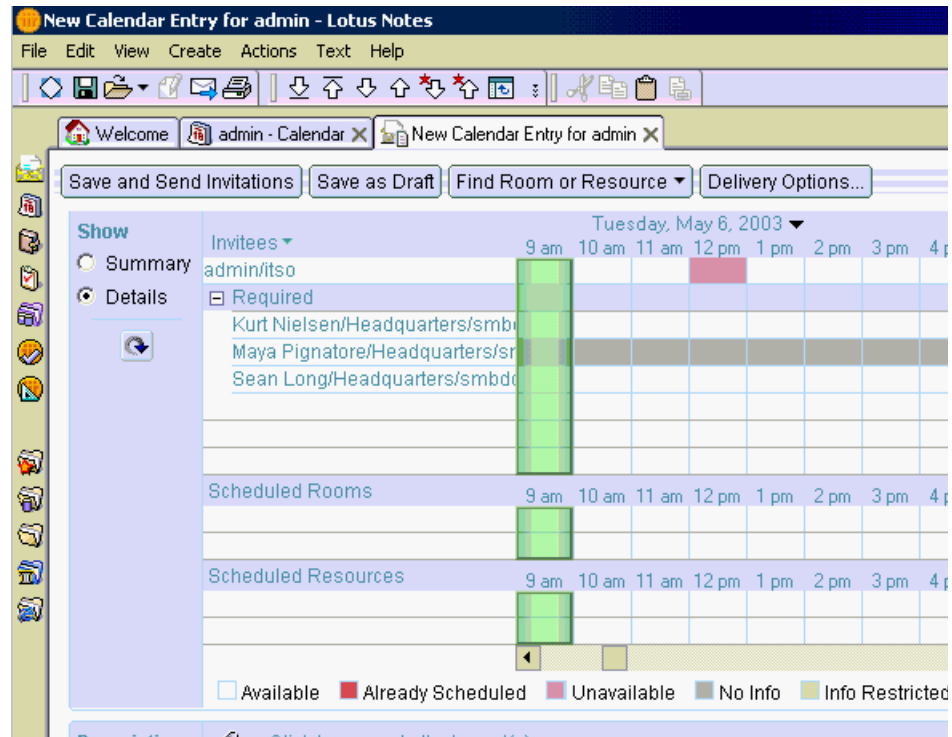 New Calendar Entry for admin - Lotus Notes
File Edit View Create Actions Text Help
Welcome admin - Calendar New Calendar Entry for admin
Save and Send Invitations Save as Draft Find Room or Resource Delivery Options...
Show
Summary
Details
Tuesday, May 6, 2003
Invitees 9 am 10 am 11 am 12 pm 1 pm 2 pm 3 pm 4 p
admin/itso
Required
Kurt Nielsen/Headquarters/smbd
Maya Pignatore/Headquarters/sr
Sean Long/Headquarters/smbdo
Scheduled Rooms 9 am 10 am 11 am 12 pm 1 pm 2 pm 3 pm 4 p
Scheduled Resources 9 am 10 am 11 am 12 pm 1 pm 2 pm 3 pm 4 p
Available Already Scheduled Unavailable No Info Info Restricted